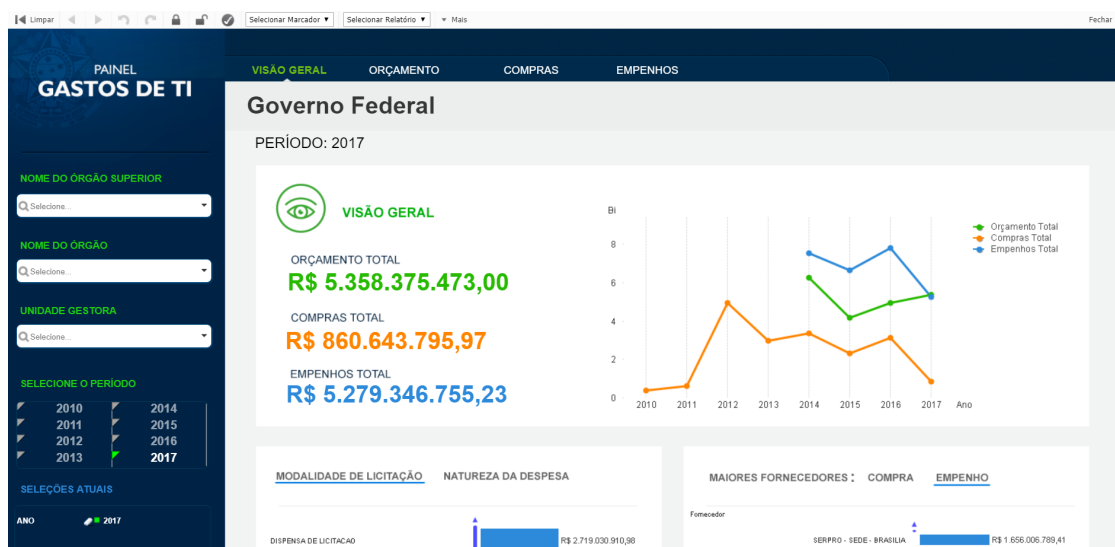 Limpar Selecionar Marcador ▼ Selecionar Relatório ▼ ▼ Mais Fechar
PAINEL
GASTOS DE TI
VISÃO GERAL ORÇAMENTO COMPRAS EMPENHOS
Governo Federal
PERÍODO: 2017
NOME DO ÓRGÃO SUPERIOR
Selecione...
NOME DO ÓRGÃO
Selecione...
UNIDADE GESTORA
Selecione...
SELECIONE O PERÍODO
2010 2014
2011 2015
2012 2016
2013 2017
SELEÇÕES ATUAIS
ANO 2017
VISÃO GERAL
ORÇAMENTO TOTAL
R$ 5.358.375.473,00
COMPRAS TOTAL
R$ 860.643.795,97
EMPENHOS TOTAL
R$ 5.279.346.755,23
Bi
8
6
4
2
0
2010 2011 2012 2013 2014 2015 2016 2017 Ano
Orçamento Total
Compras Total
Empenhos Total
MODALIDADE DE LICITAÇÃO NATUREZA DA DESPESA
DISPENSA DE LICITACAO R$ 2.719.030.910,98
MAIORES FORNECEDORES : COMPRA EMPENHO
Fornecedor
SERPRO - SEDE - BRASILIA R$ 1.656.006.789,41